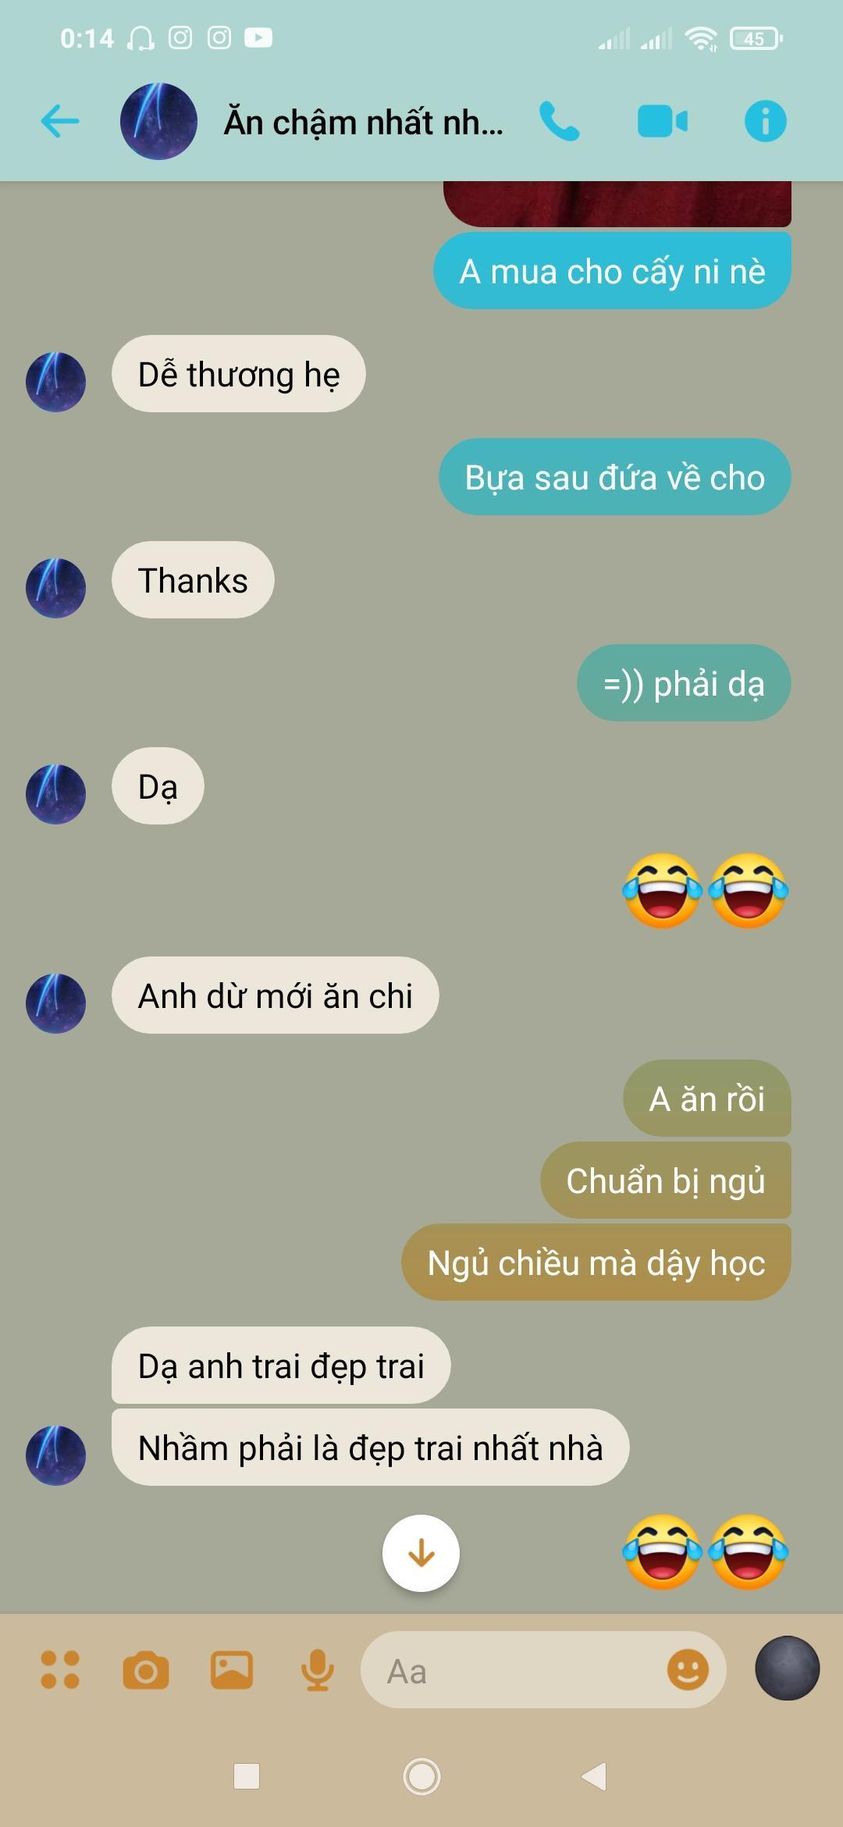 0:14
45
Ăn chậm nhất nh...
A mua cho cấy ni nè
Dễ thương hẹ
Bựa sau đứa về cho
Thanks
=)) phải dạ
Dạ
Anh dừ mới ăn chi
A ăn rồi
Chuẩn bị ngủ
Ngủ chiều mà dậy học
Dạ anh trai đẹp trai
Nhầm phải là đẹp trai nhất nhà
Aa